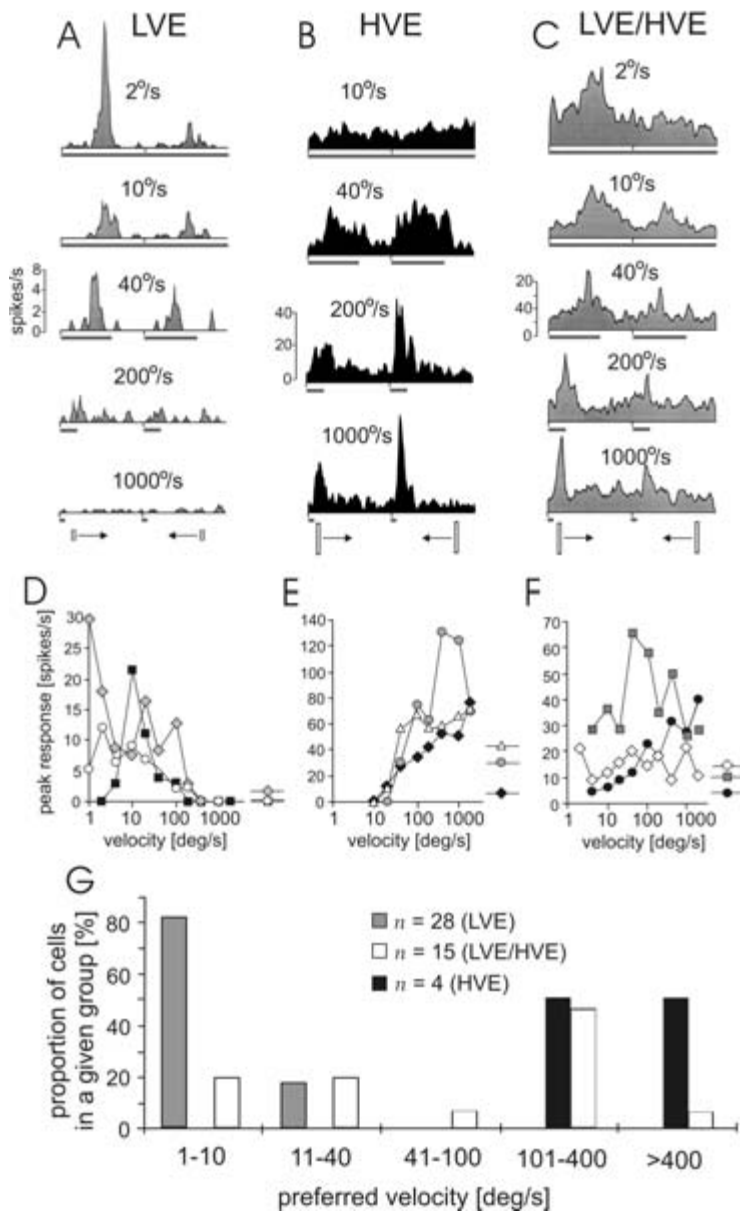 A LVE
B HVE
C LVE/HVE
2°/s
10°/s
2°/s
10°/s
40°/s
10°/s
8
6
2
0
spikes/s
40°/s
40
20
0
200°/s
40
20
0
40°/s
200°/s
200°/s
1000°/s
1000°/s
1000°/s
D
E
F
peak response [spikes/s]
30
25
20
15
10
5
0
1 10 100 1000
velocity [deg/s]
140
120
100
80
60
40
20
0
1 10 100 1000
velocity [deg/s]
70
60
50
40
30
20
10
0
1 10 100 1000
velocity [deg/s]
G
proportion of cells
in a given group [%]
80
60
40
20
0
n = 28 (LVE)
n = 15 (LVE/HVE)
n = 4 (HVE)
1-10 11-40 41-100 101-400 >400
preferred velocity [deg/s]